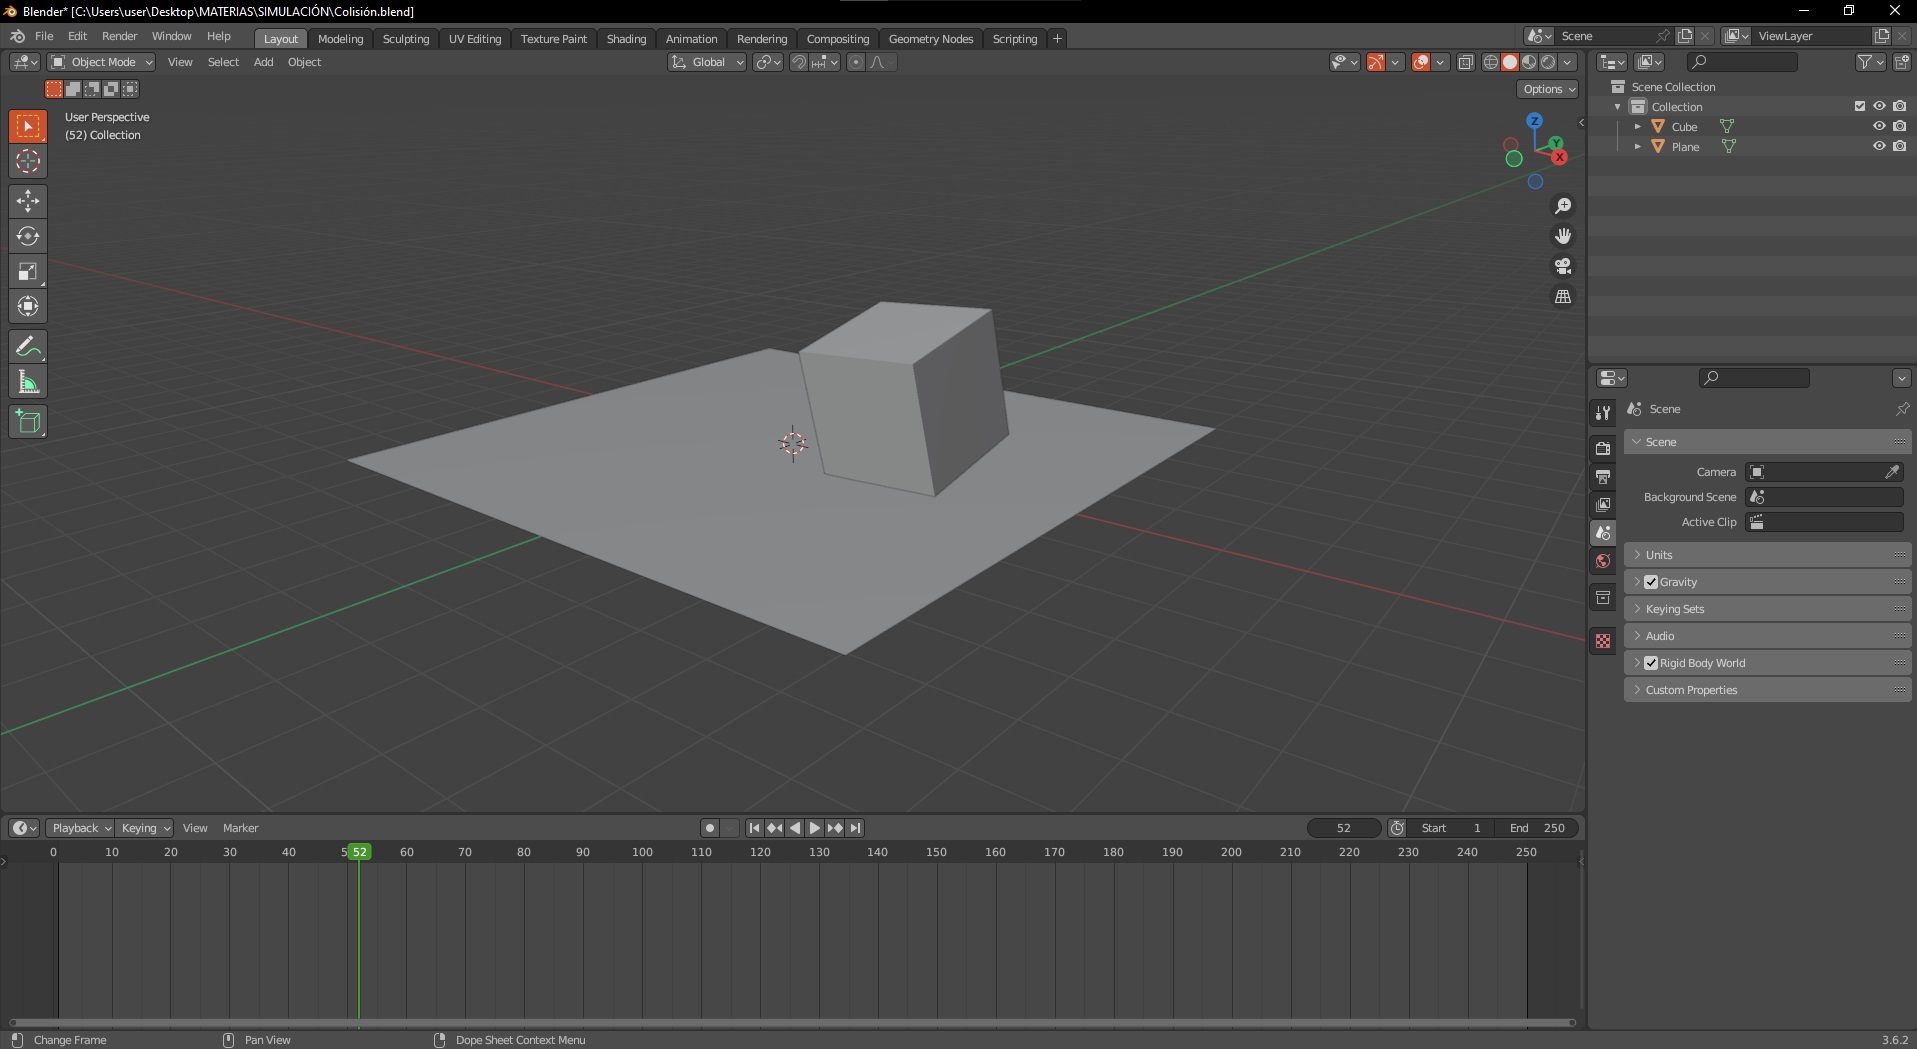 Blender* [C:\Users\user\Desktop\MATERIAS\SIMULACIÓN\Colisión.blend]
File Edit Render Window Help Layout Modeling Sculpting UV Editing Texture Paint Shading Animation Rendering Compositing Geometry Nodes Scripting + Scene ViewLayer
Object Mode View Select Add Object Global
Options
User Perspective
(52) Collection
Z
Y
X
Scene Collection
Collection
Cube
Plane
Scene
Scene
Camera
Background Scene
Active Clip
Units
Gravity
Keying Sets
Audio
Rigid Body World
Custom Properties
Playback Keying View Marker 52 Start 1 End 250
0 10 20 30 40 5 52 60 70 80 90 100 110 120 130 140 150 160 170 180 190 200 210 220 230 240 250
Change Frame Pan View Dope Sheet Context Menu 3.6.2